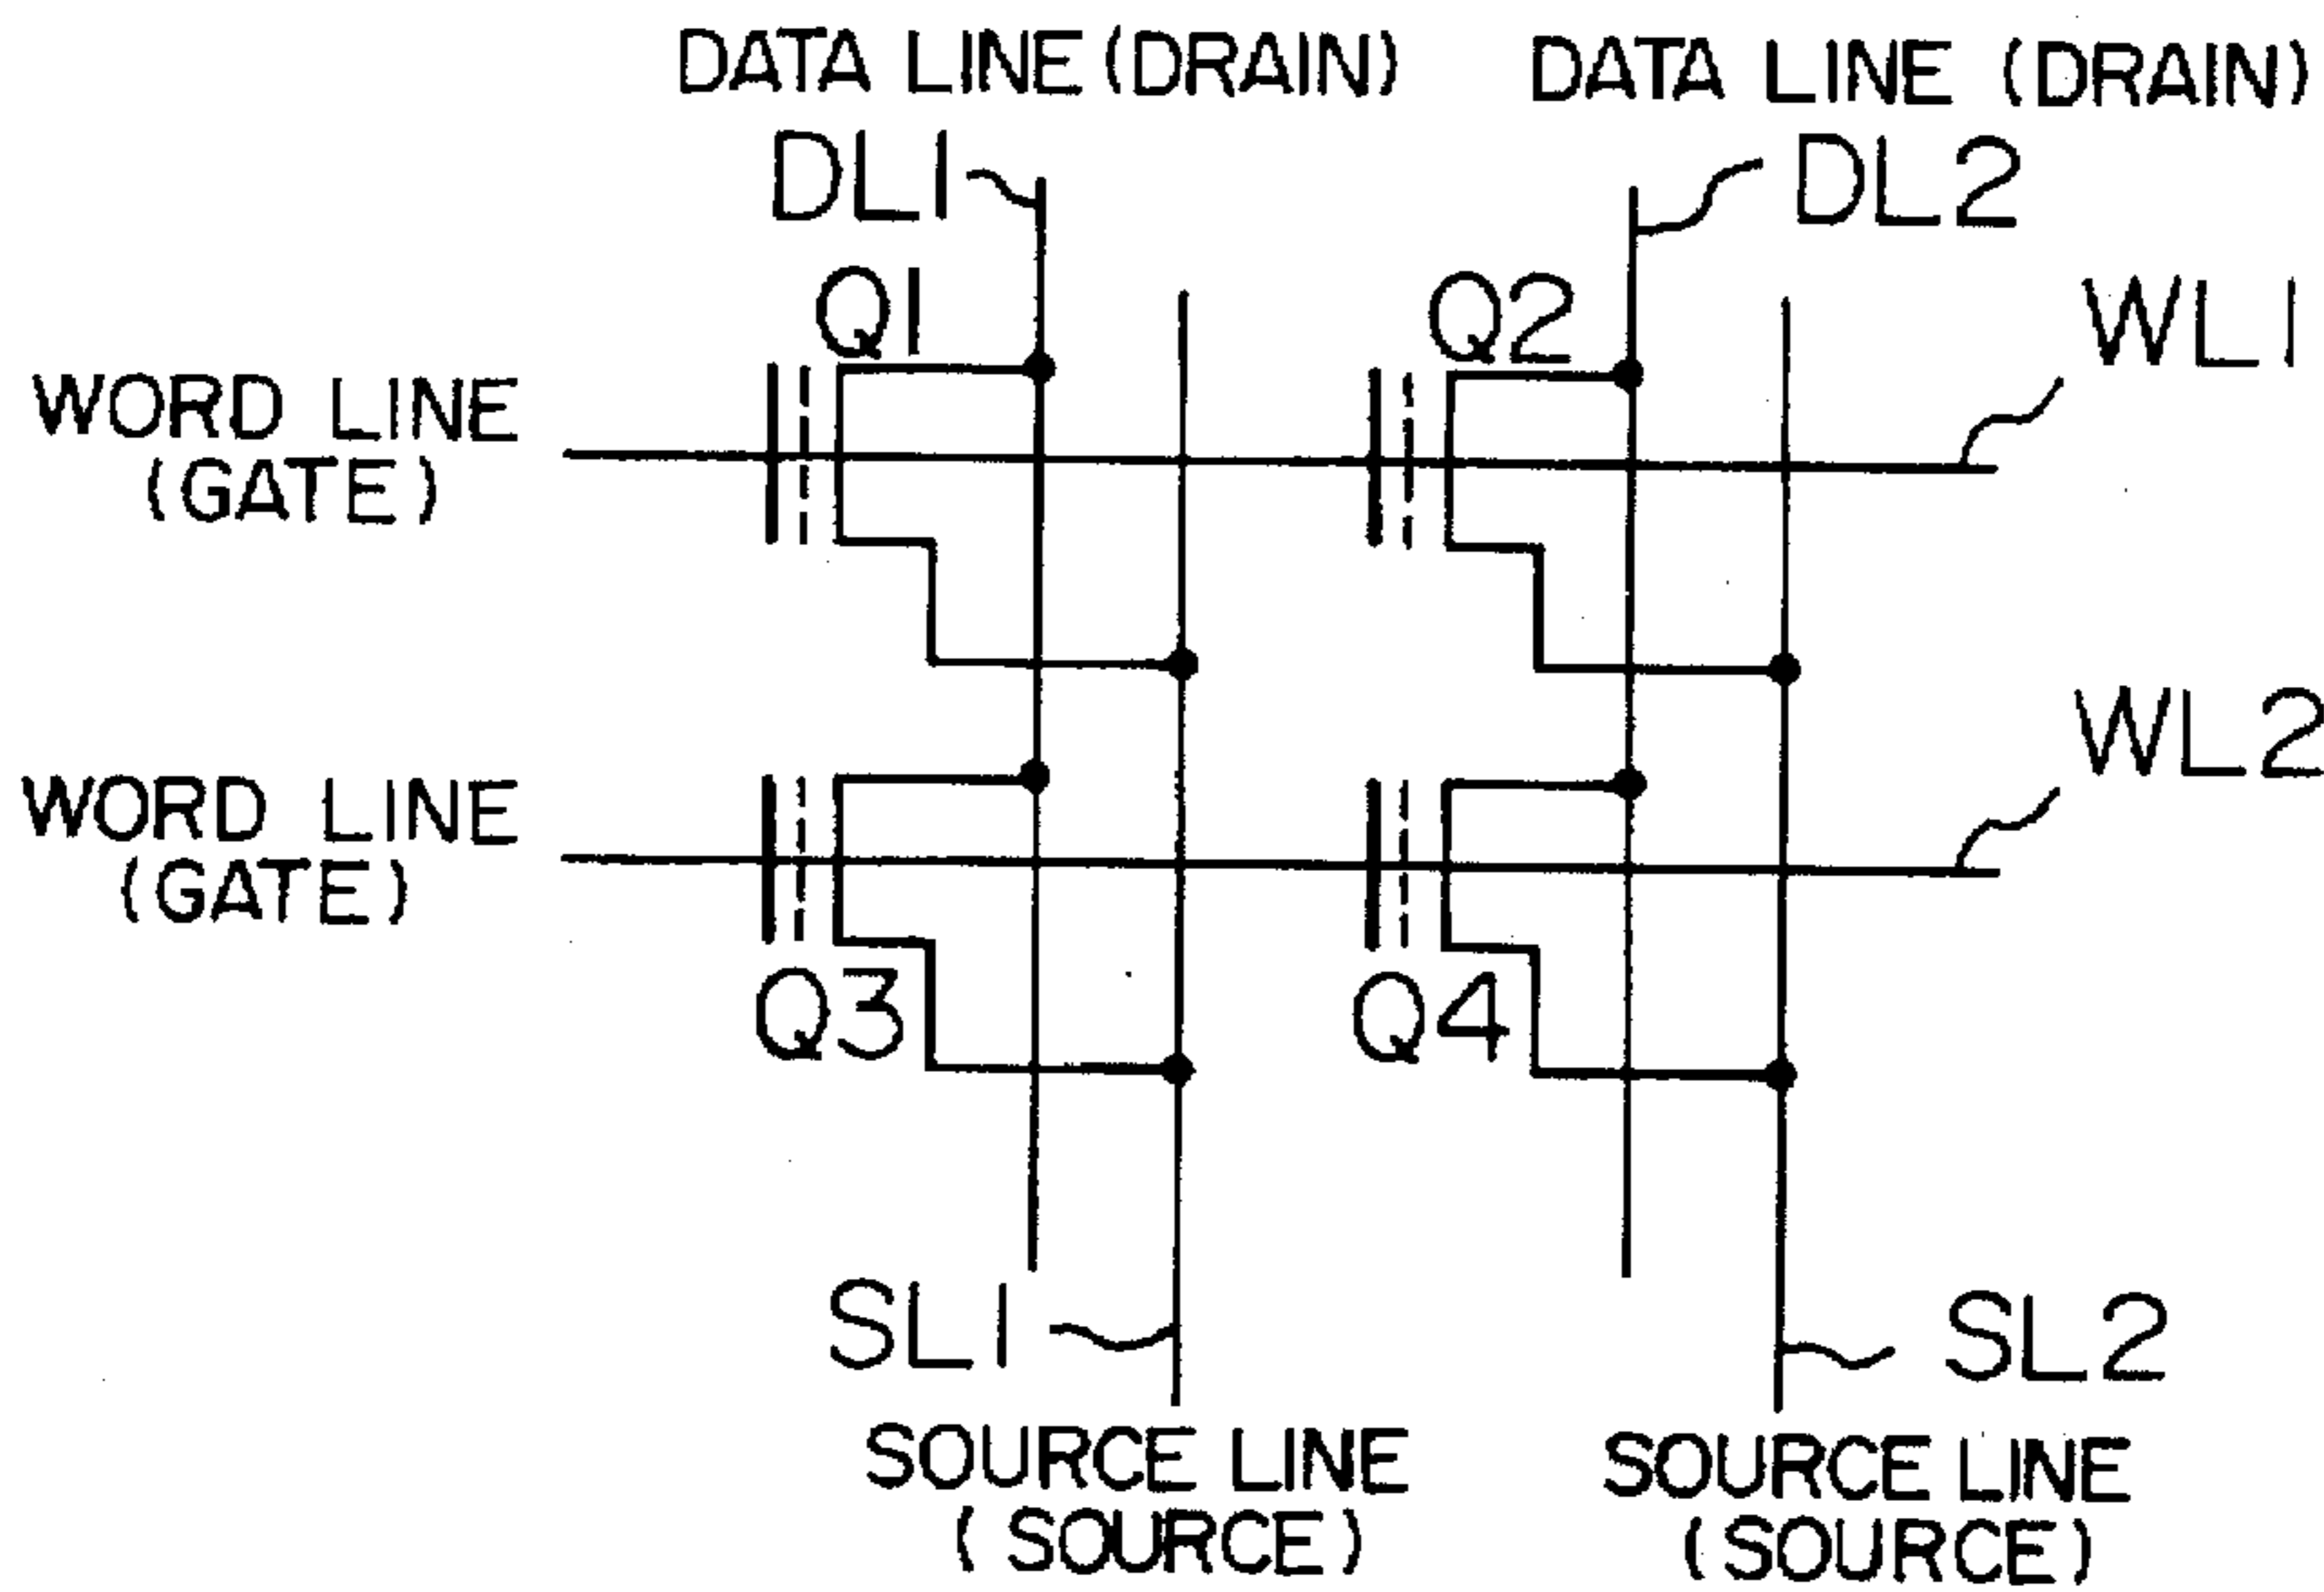 DATA LINE (DRAIN)
DATA LINE (DRAIN)
DL1
DL2
Q1
Q2
WL1
WORD LINE
(GATE)
WL2
WORD LINE
(GATE)
Q3
Q4
SL1
SL2
SOURCE LINE
(SOURCE)
SOURCE LINE
(SOURCE)